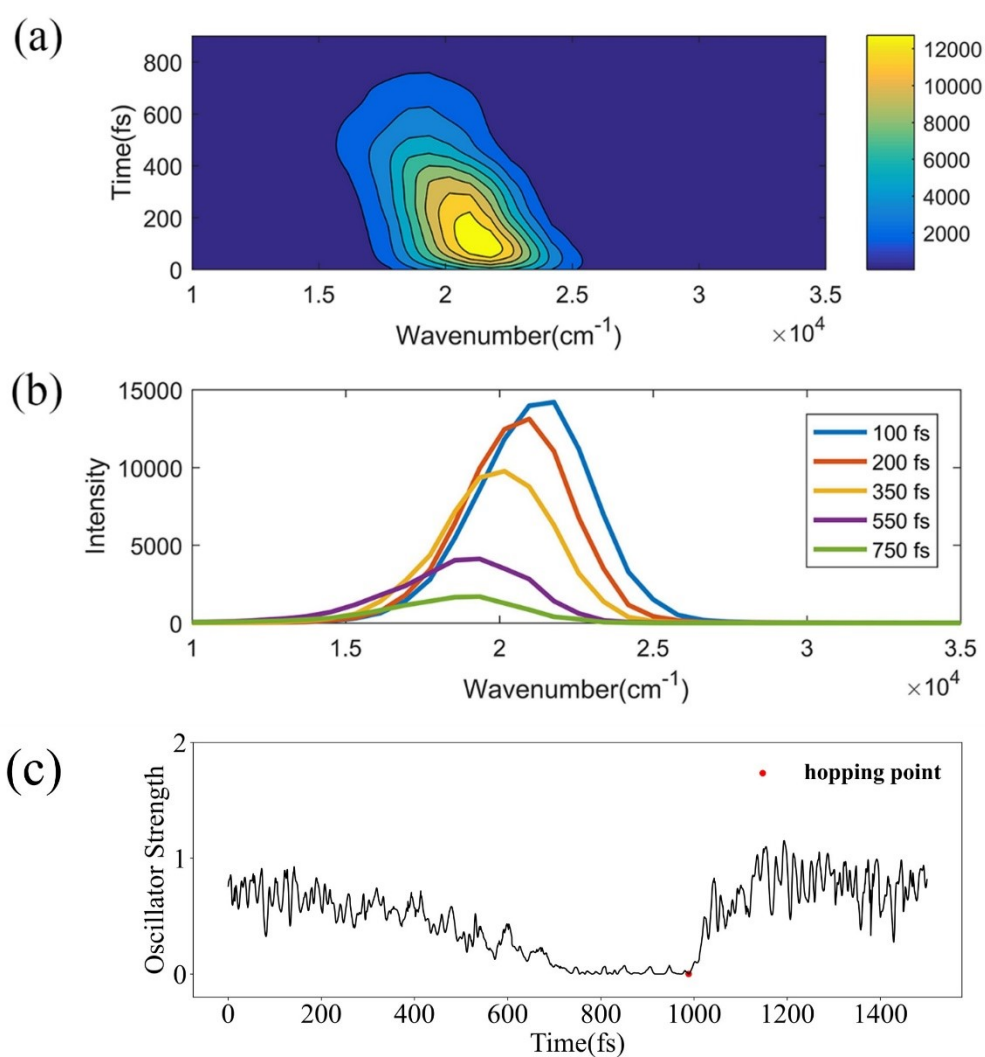 (a)
Time(fs)
800
600
400
200
0
1
1.5
2
2.5
3
3.5
Wavenumber(cm⁻¹)
×10⁴
12000
10000
8000
6000
4000
2000
(b)
Intensity
15000
10000
5000
0
1
1.5
2
2.5
3
3.5
Wavenumber(cm⁻¹)
×10⁴
100 fs
200 fs
350 fs
550 fs
750 fs
(c)
Oscillator Strength
2
1
0
hopping point
0
200
400
600
800
1000
1200
1400
Time(fs)